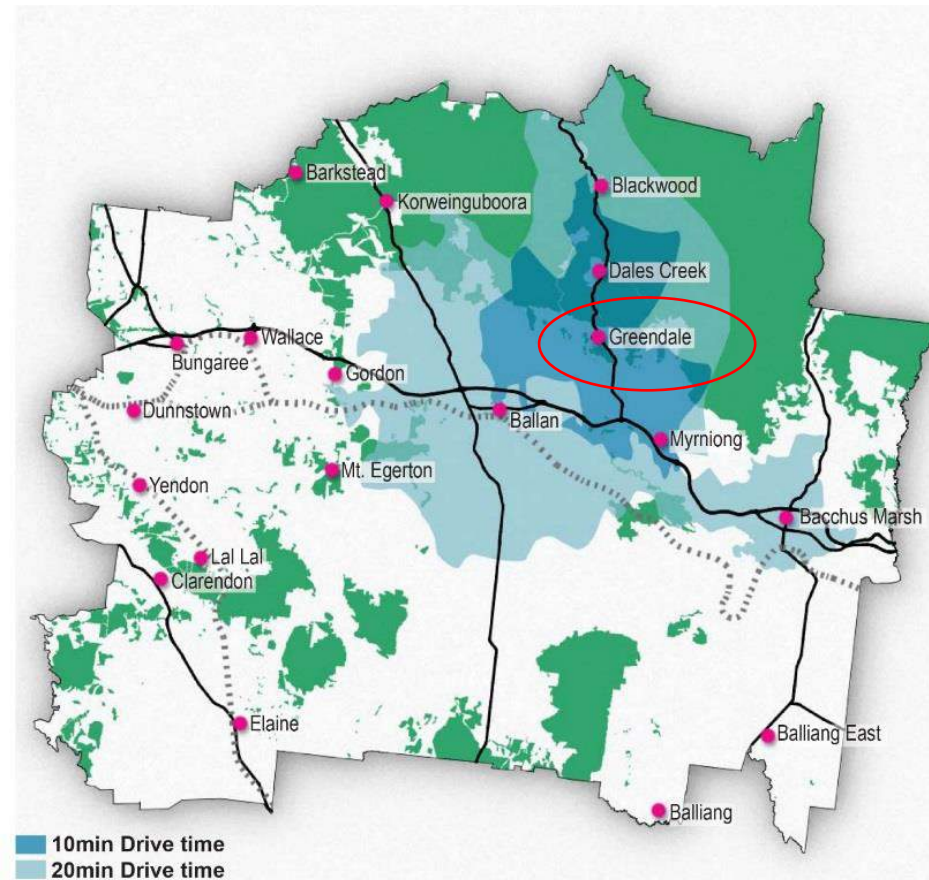 Barkstead
Blackwood
Korweinguboora
Dales Creek
Greendale
Wallace
Bungaree
Gordon
Dunnstown
Ballan
Myrniong
Mt. Egerton
Yendon
Bacchus Marsh
Lal Lal
Clarendon
Elaine
Balliang East
Balliang
10min Drive time
20min Drive time